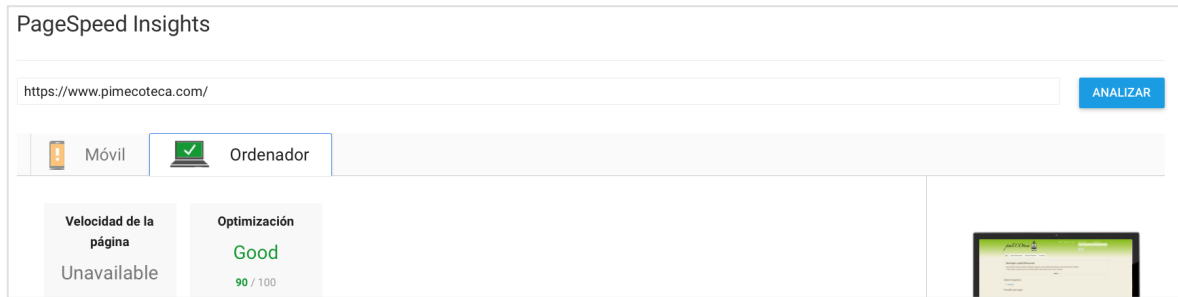 PageSpeed Insights
https://www.pimecoteca.com/
ANALIZAR
Móvil
Ordenador
Velocidad de la
página
Unavailable
Optimización
Good
90 / 100